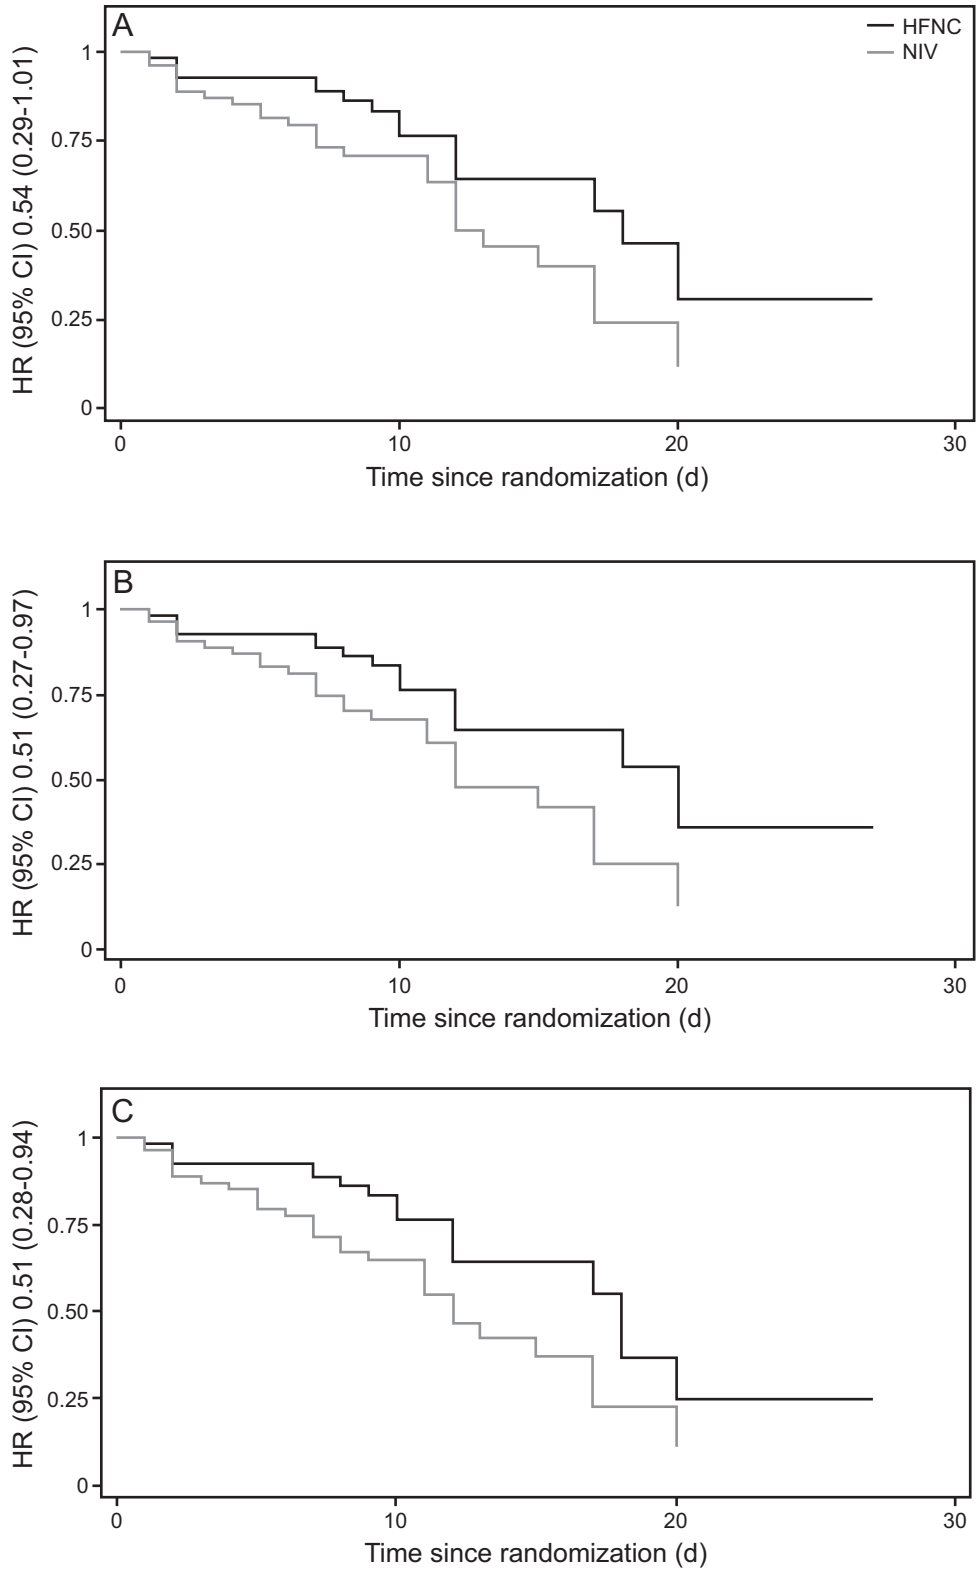 A
HFNC
NIV
HR (95% CI) 0.54 (0.29-1.01)
1
0.75
0.50
0.25
0
0 10 20 30
Time since randomization (d)
B
HR (95% CI) 0.51 (0.27-0.97)
1
0.75
0.50
0.25
0
0 10 20 30
Time since randomization (d)
C
HR (95% CI) 0.51 (0.28-0.94)
1
0.75
0.50
0.25
0
0 10 20 30
Time since randomization (d)